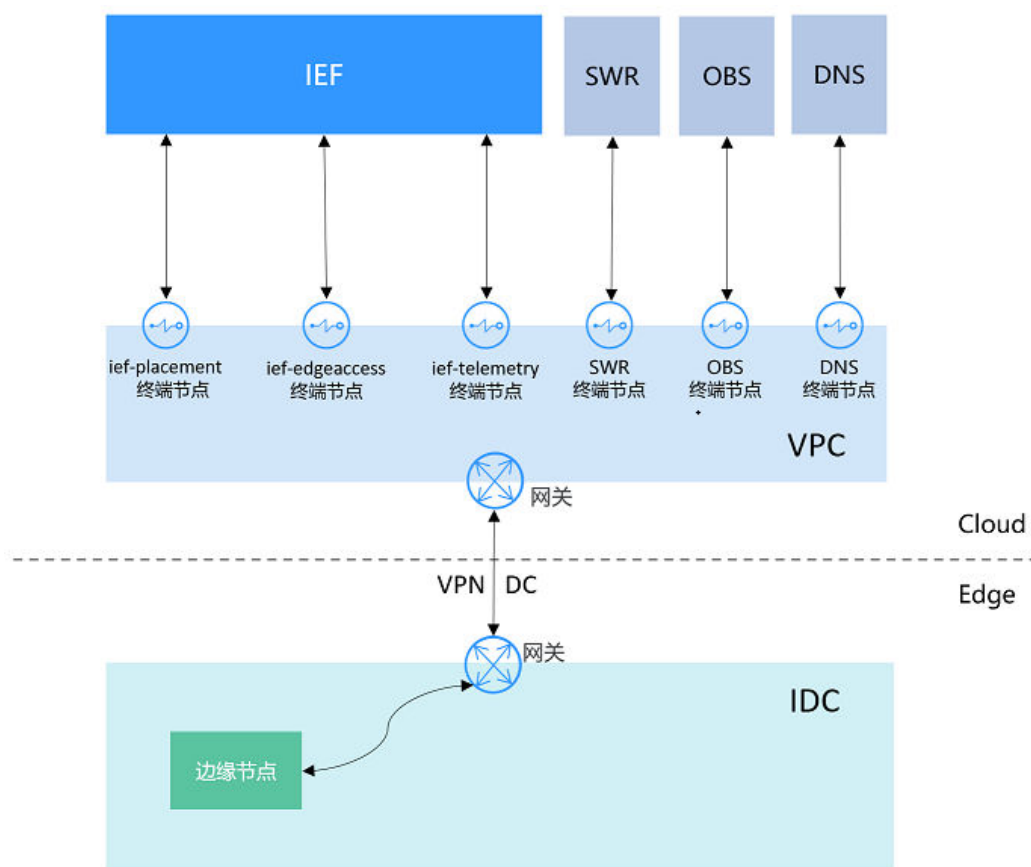 IEF
SWR
OBS
DNS
ief-placement
终端节点
ief-edgeaccess
终端节点
ief-telemetry
终端节点
SWR
终端节点
OBS
终端节点
DNS
终端节点
VPC
网关
Cloud
VPN
DC
Edge
网关
IDC
边缘节点